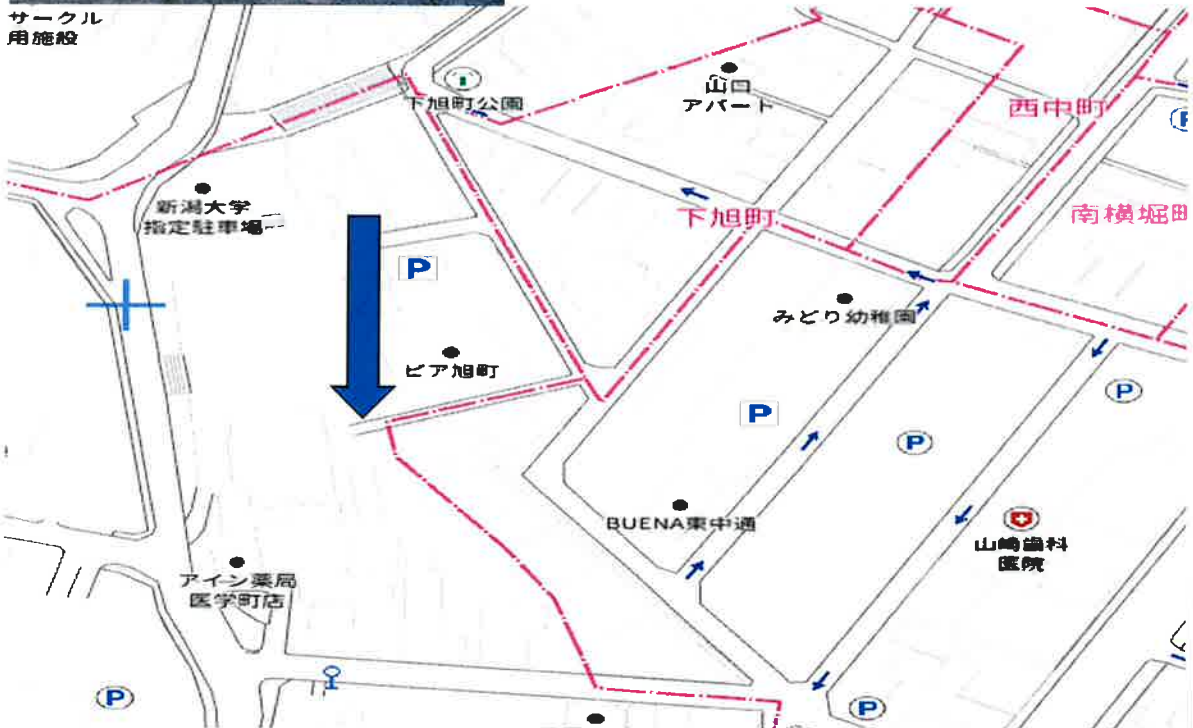 サークル
用施設
下旭町公園
山口
アパート
西中町
P
新潟大学
指定駐車場
下旭町
南横堀町
P
みどり幼稚園
ピア旭町
P
P
P
BUENA東中通
山崎歯科
医院
アイン薬局
医学町店
P
P